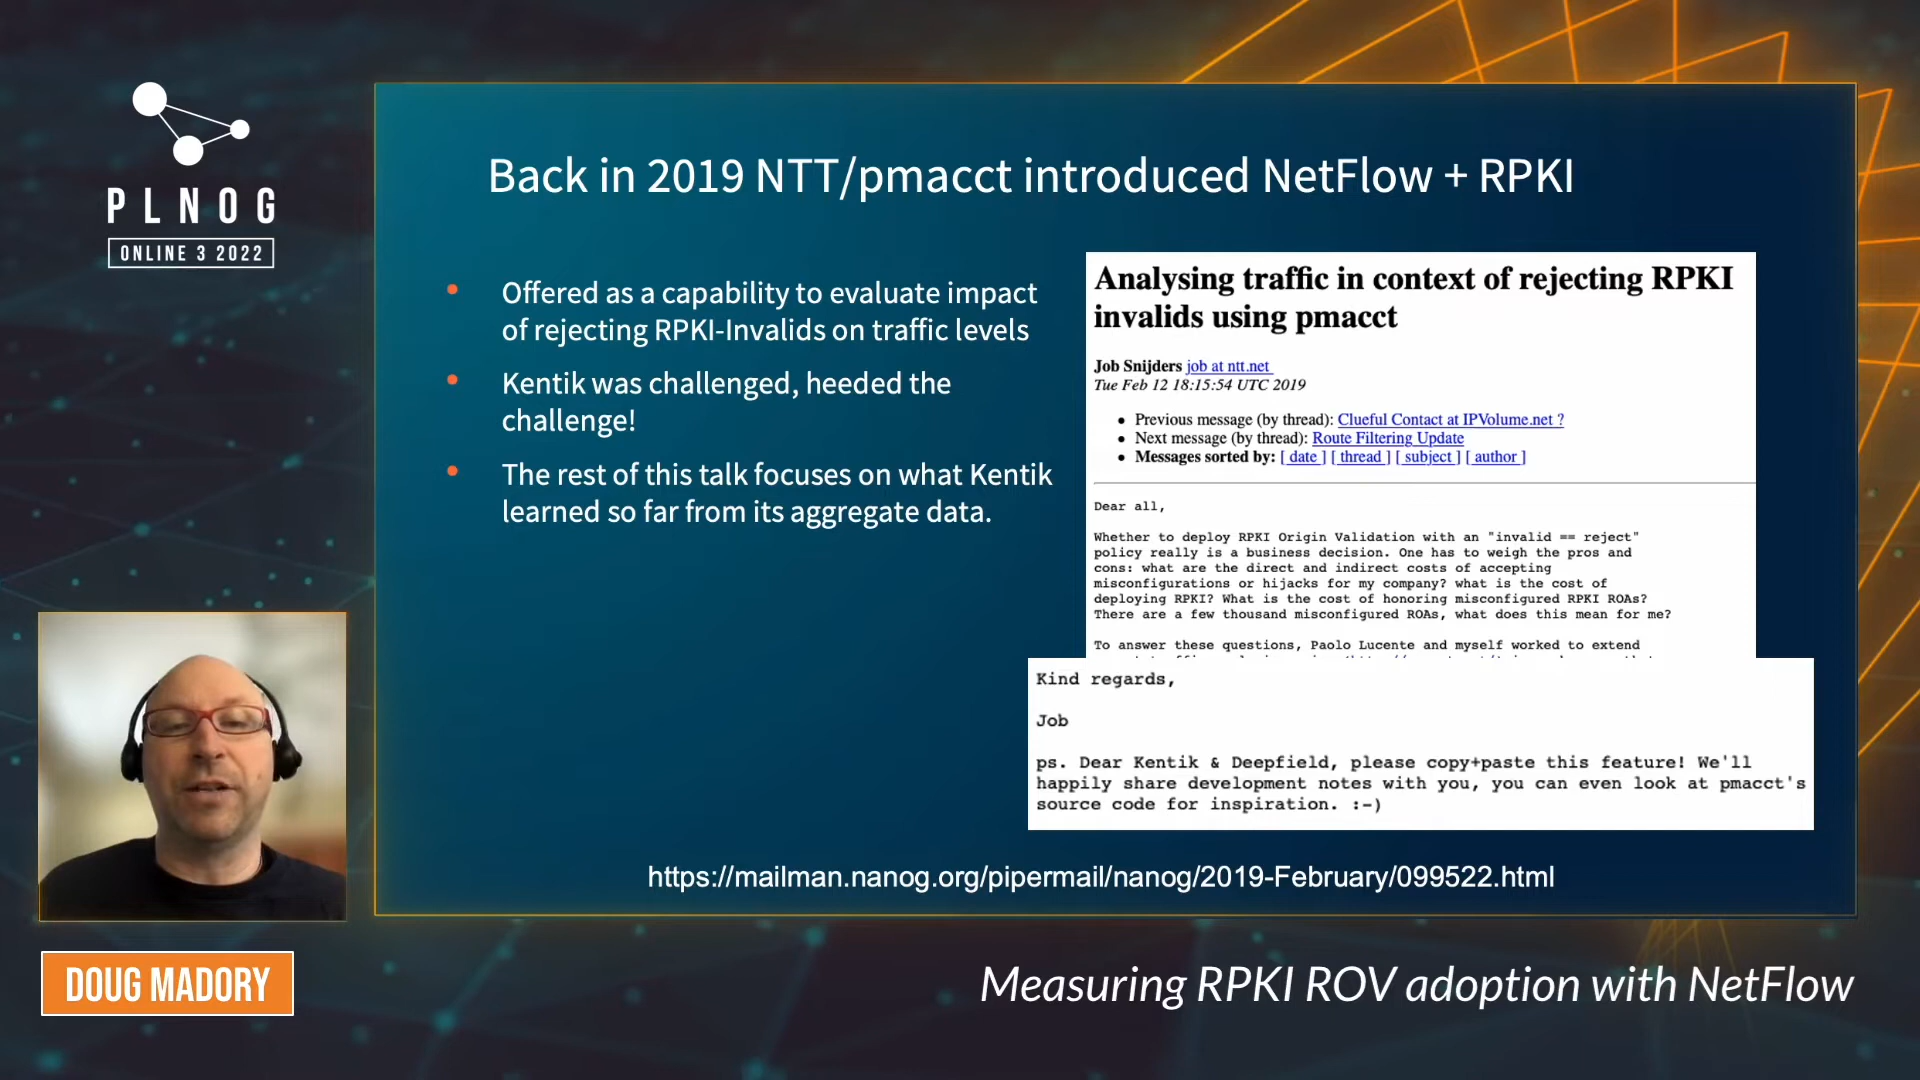 PLNOG
ONLINE 3 2022
Back in 2019 NTT/pmacct introduced NetFlow + RPKI
• Offered as a capability to evaluate impact
of rejecting RPKI-Invalids on traffic levels
• Kentik was challenged, heeded the
challenge!
• The rest of this talk focuses on what Kentik
learned so far from its aggregate data.
Analysing traffic in context of rejecting RPKI
invalids using pmacct
Job Snijders job at ntt.net
Tue Feb 12 18:15:54 UTC 2019
• Previous message (by thread): Clueful Contact at IPVolume.net ?
• Next message (by thread): Route Filtering Update
• Messages sorted by: [ date ] [ thread ] [ subject ] [ author ]
Dear all,
Whether to deploy RPKI Origin Validation with an "invalid == reject"
policy really is a business decision. One has to weigh the pros and
cons: what are the direct and indirect costs of accepting
misconfigurations or hijacks for my company? what is the cost of
deploying RPKI? What is the cost of honoring misconfigured RPKI ROAs?
There are a few thousand misconfigured ROAs, what does this mean for me?
To answer these questions, Paolo Lucente and myself worked to extend
Kind regards,
Job
ps. Dear Kentik & Deepfield, please copy+paste this feature! We'll
happily share development notes with you, you can even look at pmacct's
source code for inspiration. :-)
https://mailman.nanog.org/pipermail/nanog/2019-February/099522.html
DOUG MADORY
Measuring RPKI ROV adoption with NetFlow